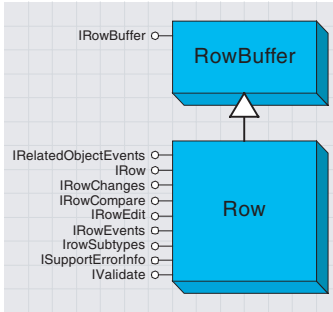 IRowBuffer
RowBuffer
IRelatedObjectEvents
IRow
IRowChanges
IRowCompare
IRowEdit
IRowEvents
IrowSubtypes
ISupportErrorInfo
IValidate
Row